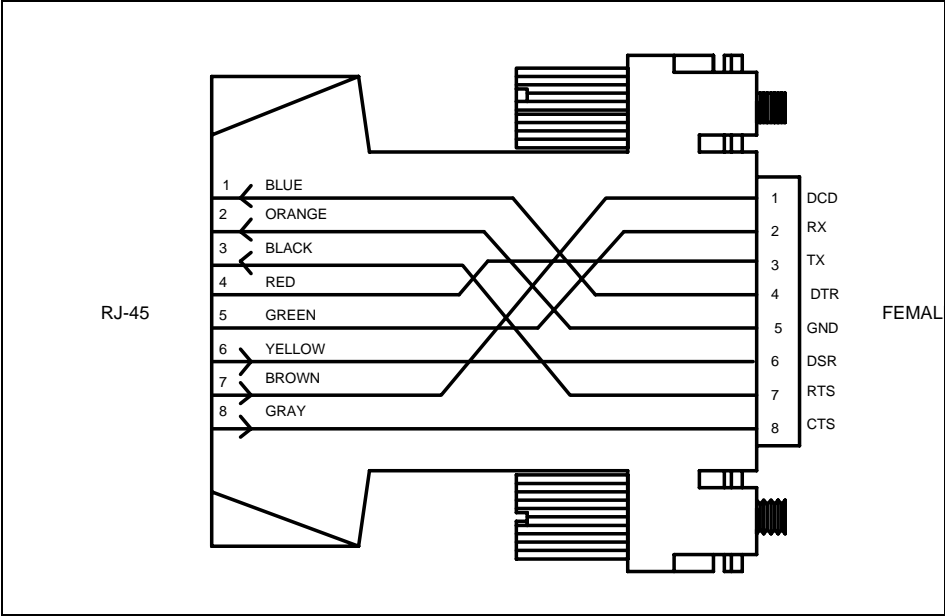 1 BLUE 1 DCD
2 ORANGE 2 RX
3 BLACK 3 TX
4 RED 4 DTR
RJ-45 5 GREEN 5 GND FEMAL
6 YELLOW 6 DSR
7 BROWN 7 RTS
8 GRAY 8 CTS